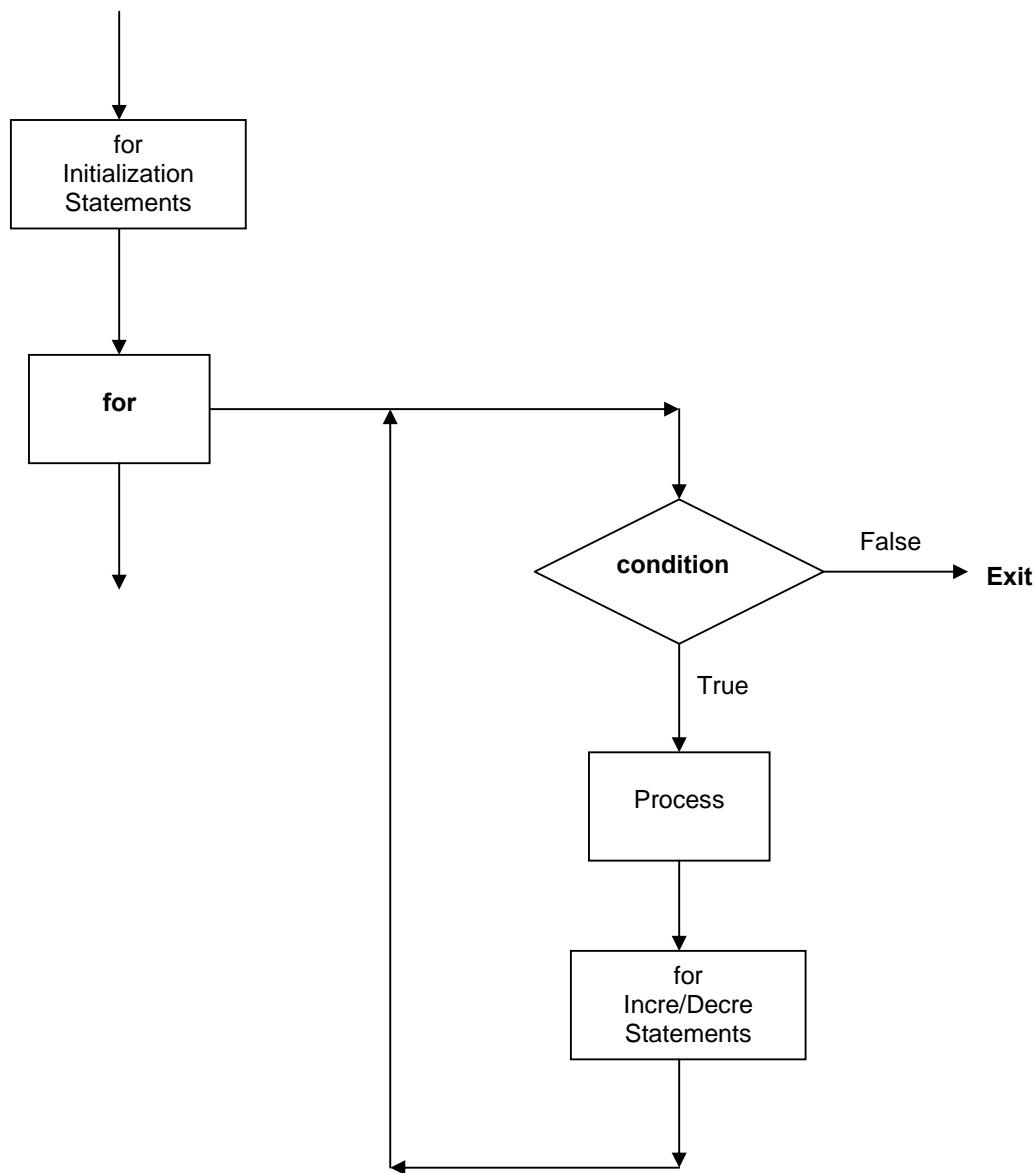 for
Initialization
Statements
for
condition
False
Exit
True
Process
for
Incre/Decre
Statements